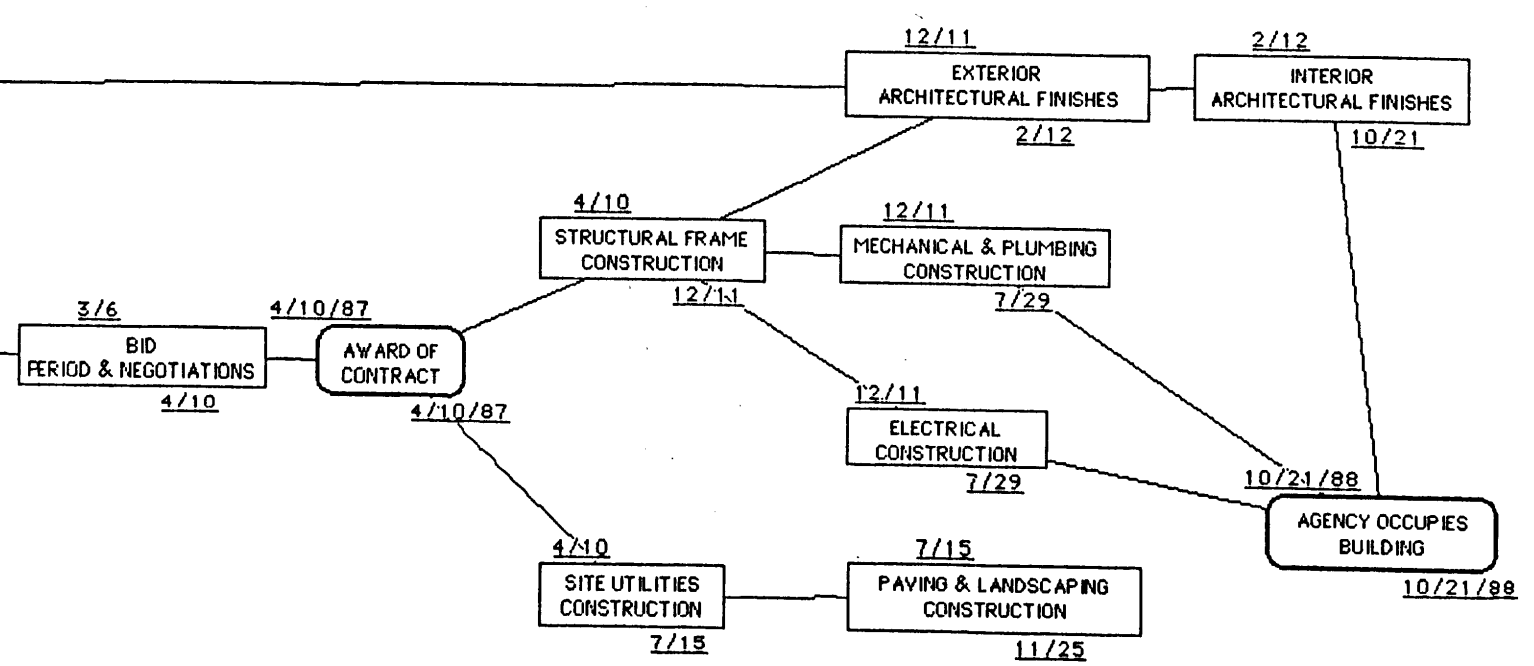 12/11
EXTERIOR
ARCHITECTURAL FINISHES
2/12
2/12
INTERIOR
ARCHITECTURAL FINISHES
10/21
4/10
STRUCTURAL FRAME
CONSTRUCTION
12/11
12/11
MECHANICAL & PLUMBING
CONSTRUCTION
7/29
3/6
BID
PERIOD & NEGOTIATIONS
4/10
4/10/87
AWARD OF
CONTRACT
4/10/87
12/11
ELECTRICAL
CONSTRUCTION
7/29
10/21/88
AGENCY OCCUPIES
BUILDING
10/21/88
4/10
SITE UTILITIES
CONSTRUCTION
7/15
7/15
PAVING & LANDSCAPING
CONSTRUCTION
11/25